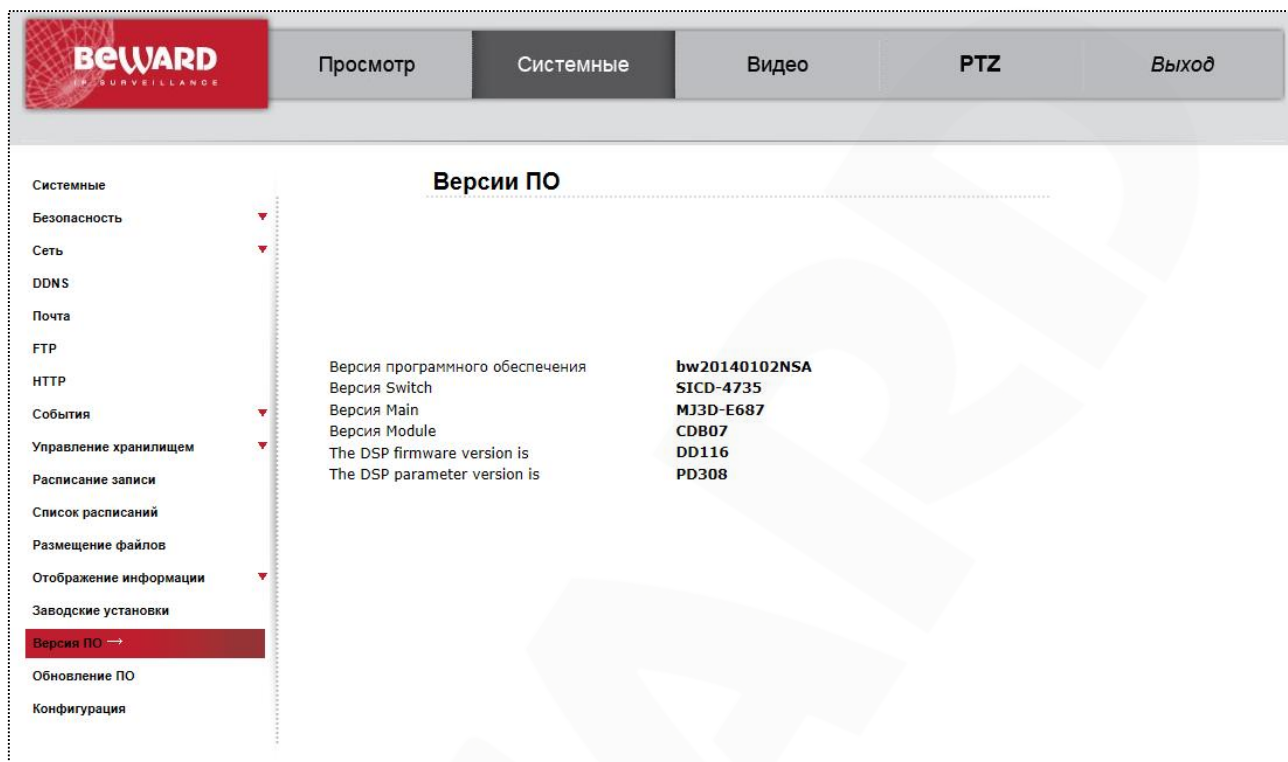 BEWARD
IP SURVEILLANCE
Просмотр
Системные
Видео
PTZ
Выход
Системные
Безопасность
Сеть
DDNS
Почта
FTP
HTTP
События
Управление хранилищем
Расписание записи
Список расписаний
Размещение файлов
Отображение информации
Заводские установки
Версия ПО →
Обновление ПО
Конфигурация
Версии ПО
Версия программного обеспечения bw20140102NSA
Версия Switch SICD-4735
Версия Main MJ3D-E687
Версия Module CDB07
The DSP firmware version is DD116
The DSP parameter version is PD308